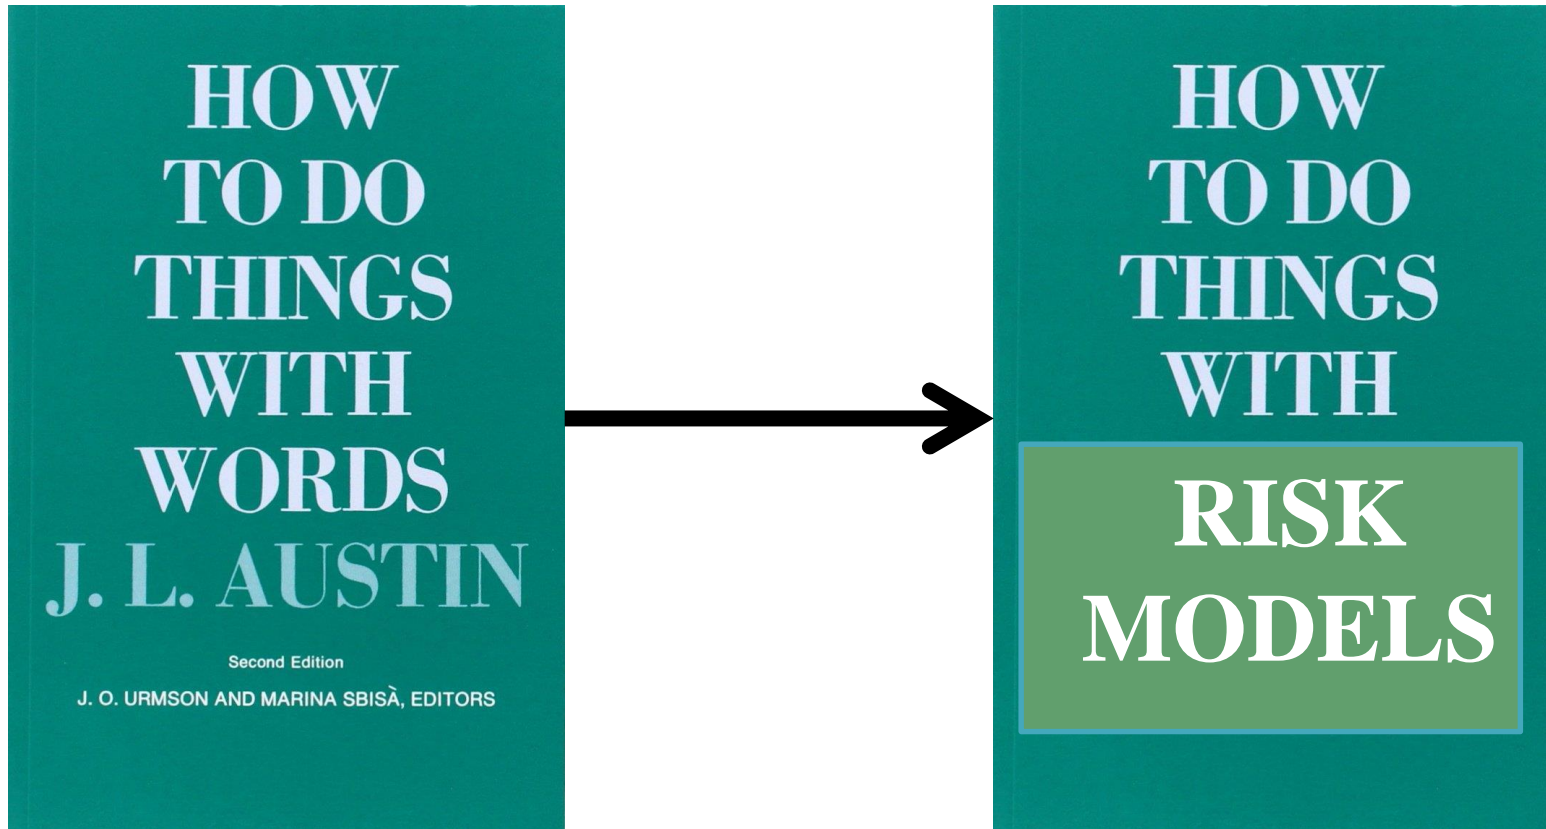 HOW
TO DO
THINGS
WITH
WORDS
J. L. AUSTIN
Second Edition
J. O. URMSON AND MARINA SBISÀ, EDITORS
HOW
TO DO
THINGS
WITH
RISK
MODELS